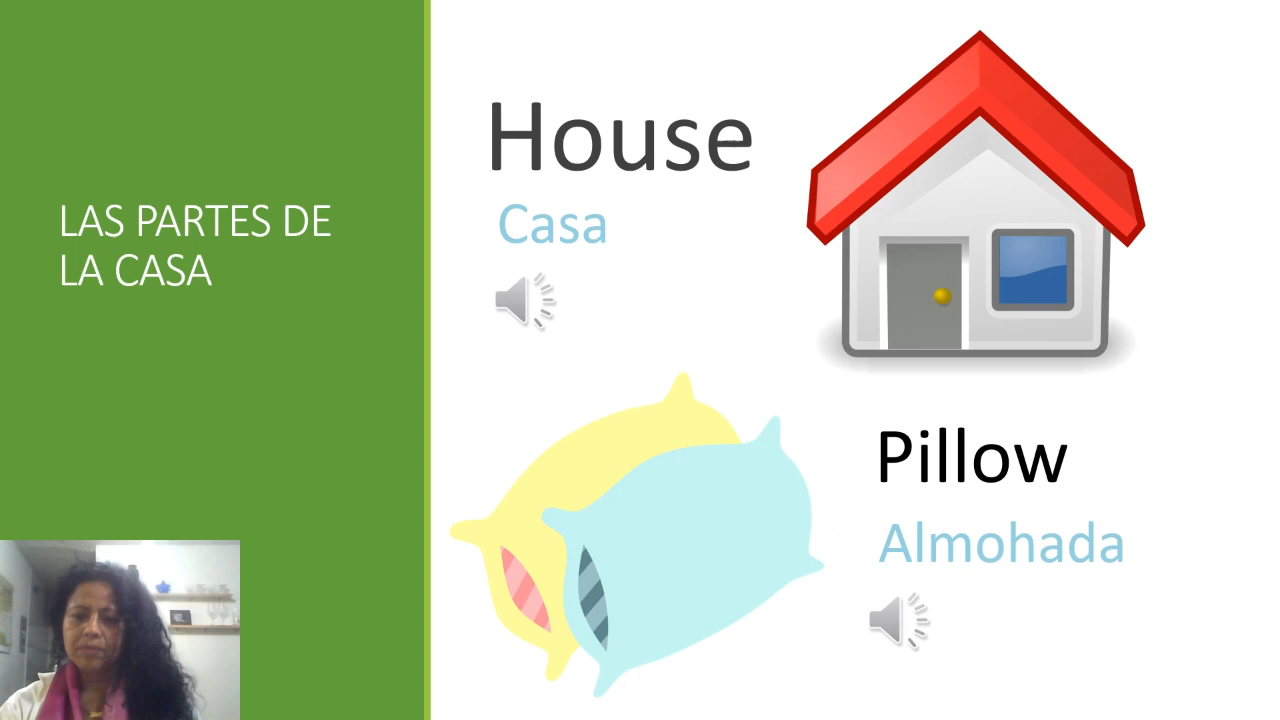 LAS PARTES DE
LA CASA
House
Casa
Pillow
Almohada